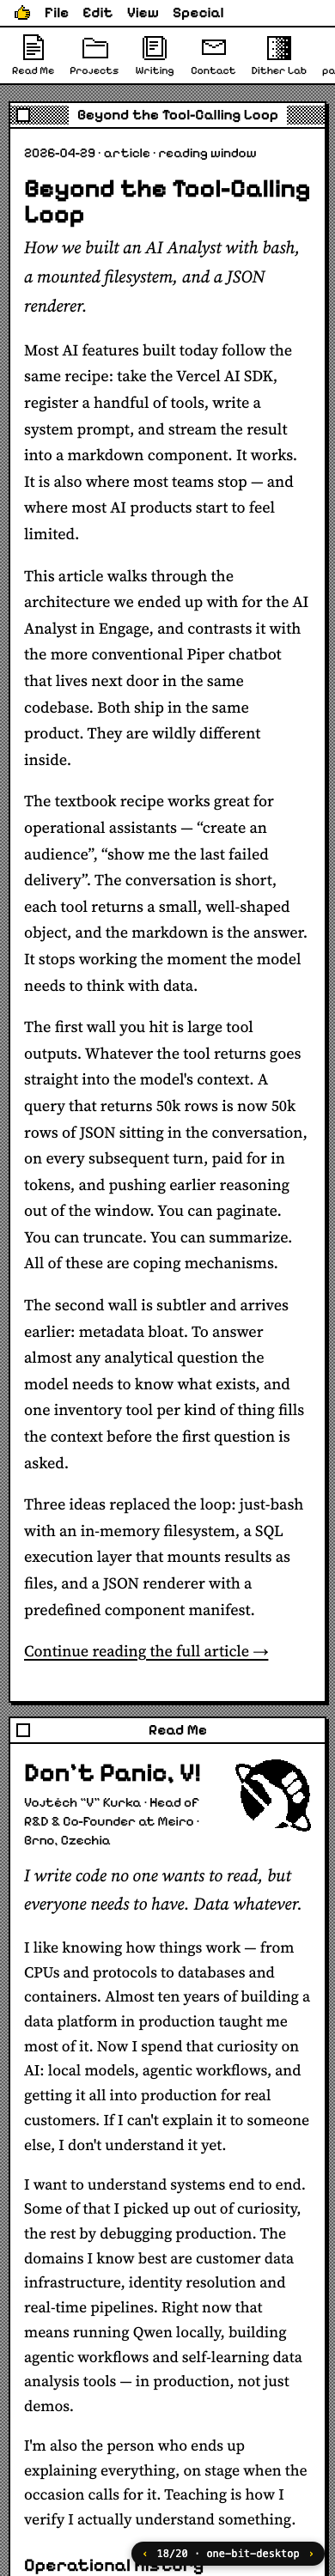 File Edit View Special
Read Me Projects Writing Contact Dither Lab pa
Beyond the Tool-Calling Loop
2026-04-29 · article · reading window
Beyond the Tool-Calling
Loop
How we built an AI Analyst with bash,
a mounted filesystem, and a JSON
renderer.
Most AI features built today follow the
same recipe: take the Vercel AI SDK,
register a handful of tools, write a
system prompt, and stream the result
into a markdown component. It works.
It is also where most teams stop — and
where most AI products start to feel
limited.
This article walks through the
architecture we ended up with for the AI
Analyst in Engage, and contrasts it with
the more conventional Piper chatbot
that lives next door in the same
codebase. Both ship in the same
product. They are wildly different
inside.
The textbook recipe works great for
operational assistants — “create an
audience”, “show me the last failed
delivery”. The conversation is short,
each tool returns a small, well-shaped
object, and the markdown is the answer.
It stops working the moment the model
needs to think with data.
The first wall you hit is large tool
outputs. Whatever the tool returns goes
straight into the model's context. A
query that returns 50k rows is now 50k
rows of JSON sitting in the conversation,
on every subsequent turn, paid for in
tokens, and pushing earlier reasoning
out of the window. You can paginate.
You can truncate. You can summarize.
All of these are coping mechanisms.
The second wall is subtler and arrives
earlier: metadata bloat. To answer
almost any analytical question the
model needs to know what exists, and
one inventory tool per kind of thing fills
the context before the first question is
asked.
Three ideas replaced the loop: just-bash
with an in-memory filesystem, a SQL
execution layer that mounts results as
files, and a JSON renderer with a
predefined component manifest.
Continue reading the full article →
Read Me
Don't Panic, V!
Vojtěch “V” Kurka · Head of
R&D & Co-Founder at Meiro ·
Brno, Czechia
I write code no one wants to read, but
everyone needs to have. Data whatever.
I like knowing how things work — from
CPUs and protocols to databases and
containers. Almost ten years of building a
data platform in production taught me
most of it. Now I spend that curiosity on
AI: local models, agentic workflows, and
getting it all into production for real
customers. If I can't explain it to someone
else, I don't understand it yet.
I want to understand systems end to end.
Some of that I picked up out of curiosity,
the rest by debugging production. The
domains I know best are customer data
infrastructure, identity resolution and
real-time pipelines. Right now that
means running Qwen locally, building
agentic workflows and self-learning data
analysis tools — in production, not just
demos.
I'm also the person who ends up
explaining everything, on stage when the
occasion calls for it. Teaching is how I
verify I actually understand something.
‹ 18/20 · one-bit-desktop ›
Operational history